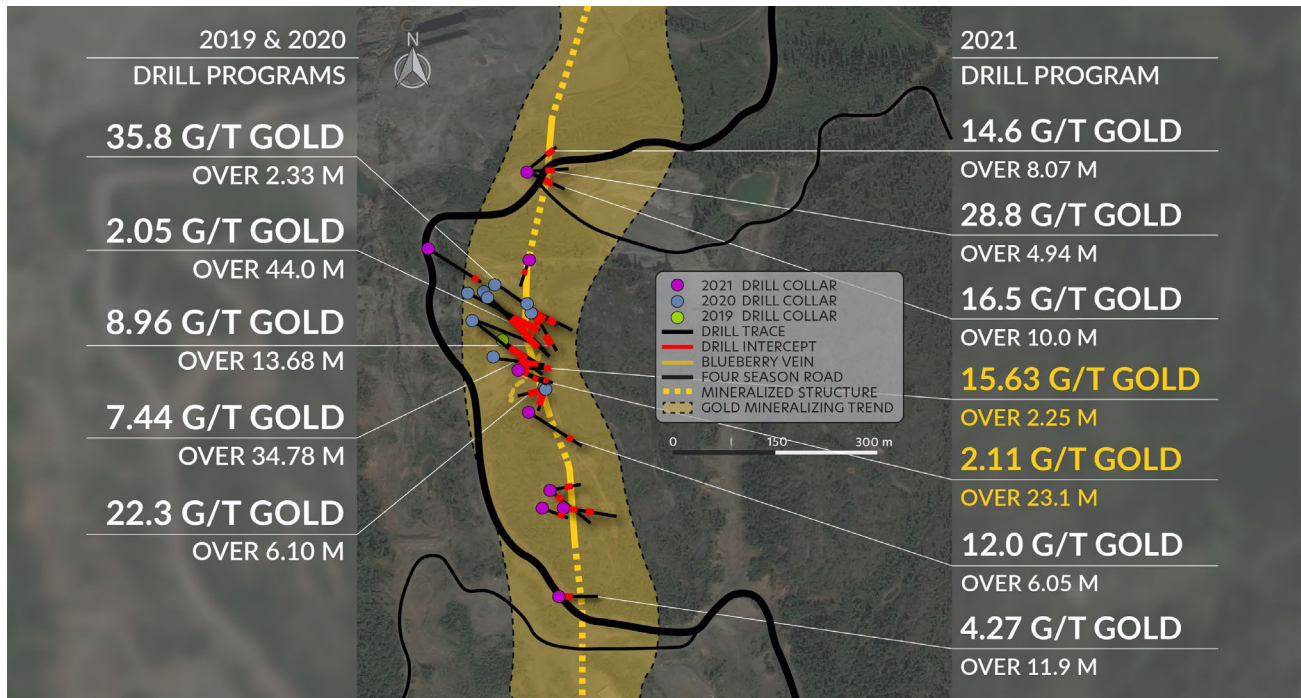 2019 & 2020
DRILL PROGRAMS
35.8 G/T GOLD
OVER 2.33 M
2.05 G/T GOLD
OVER 44.0 M
8.96 G/T GOLD
OVER 13.68 M
7.44 G/T GOLD
OVER 34.78 M
22.3 G/T GOLD
OVER 6.10 M
N
2021 DRILL COLLAR
2020 DRILL COLLAR
2019 DRILL COLLAR
DRILL TRACE
DRILL INTERCEPT
BLUEBERRY VEIN
FOUR SEASON ROAD
MINERALIZED STRUCTURE
GOLD MINERALIZING TREND
0 150 300 m
2021
DRILL PROGRAM
14.6 G/T GOLD
OVER 8.07 M
28.8 G/T GOLD
OVER 4.94 M
16.5 G/T GOLD
OVER 10.0 M
15.63 G/T GOLD
OVER 2.25 M
2.11 G/T GOLD
OVER 23.1 M
12.0 G/T GOLD
OVER 6.05 M
4.27 G/T GOLD
OVER 11.9 M